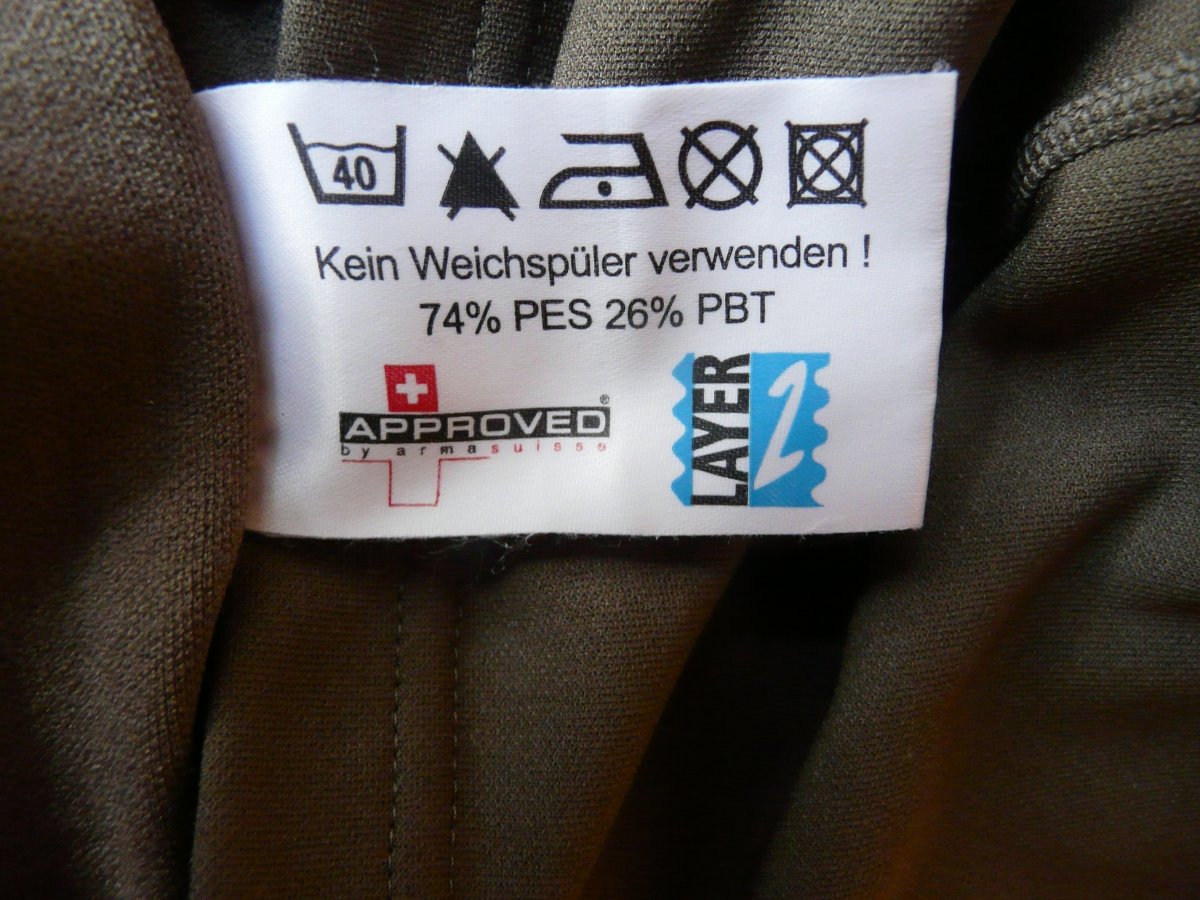 40
Kein Weichspüler verwenden !
74% PES 26% PBT
APPROVED®
by armasuisse
LAYER 2